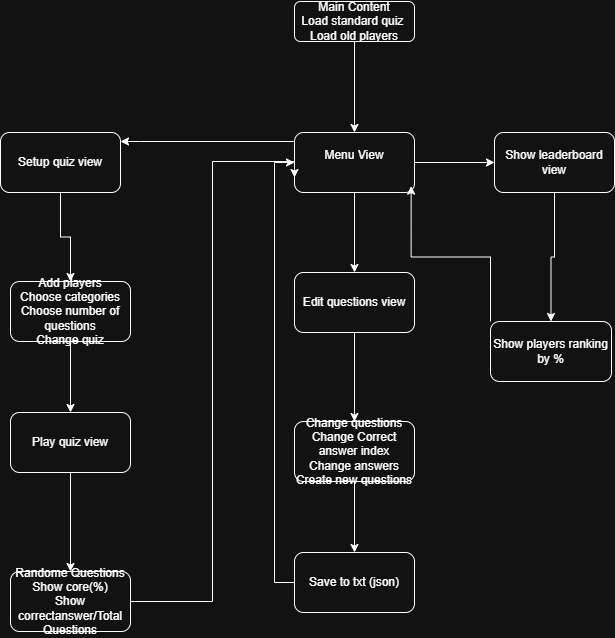 Main Content
Load standard quiz
Load old players
Setup quiz view
Menu View
Show leaderboard
view
Add players
Choose categories
Choose number of
questions
Change quiz
Edit questions view
Show players ranking
by %
Play quiz view
Change questions
Change Correct
answer index
Change answers
Create new questions
Randome Questions
Show core(%)
Show
correctanswer/Total
Questions
Save to txt (json)